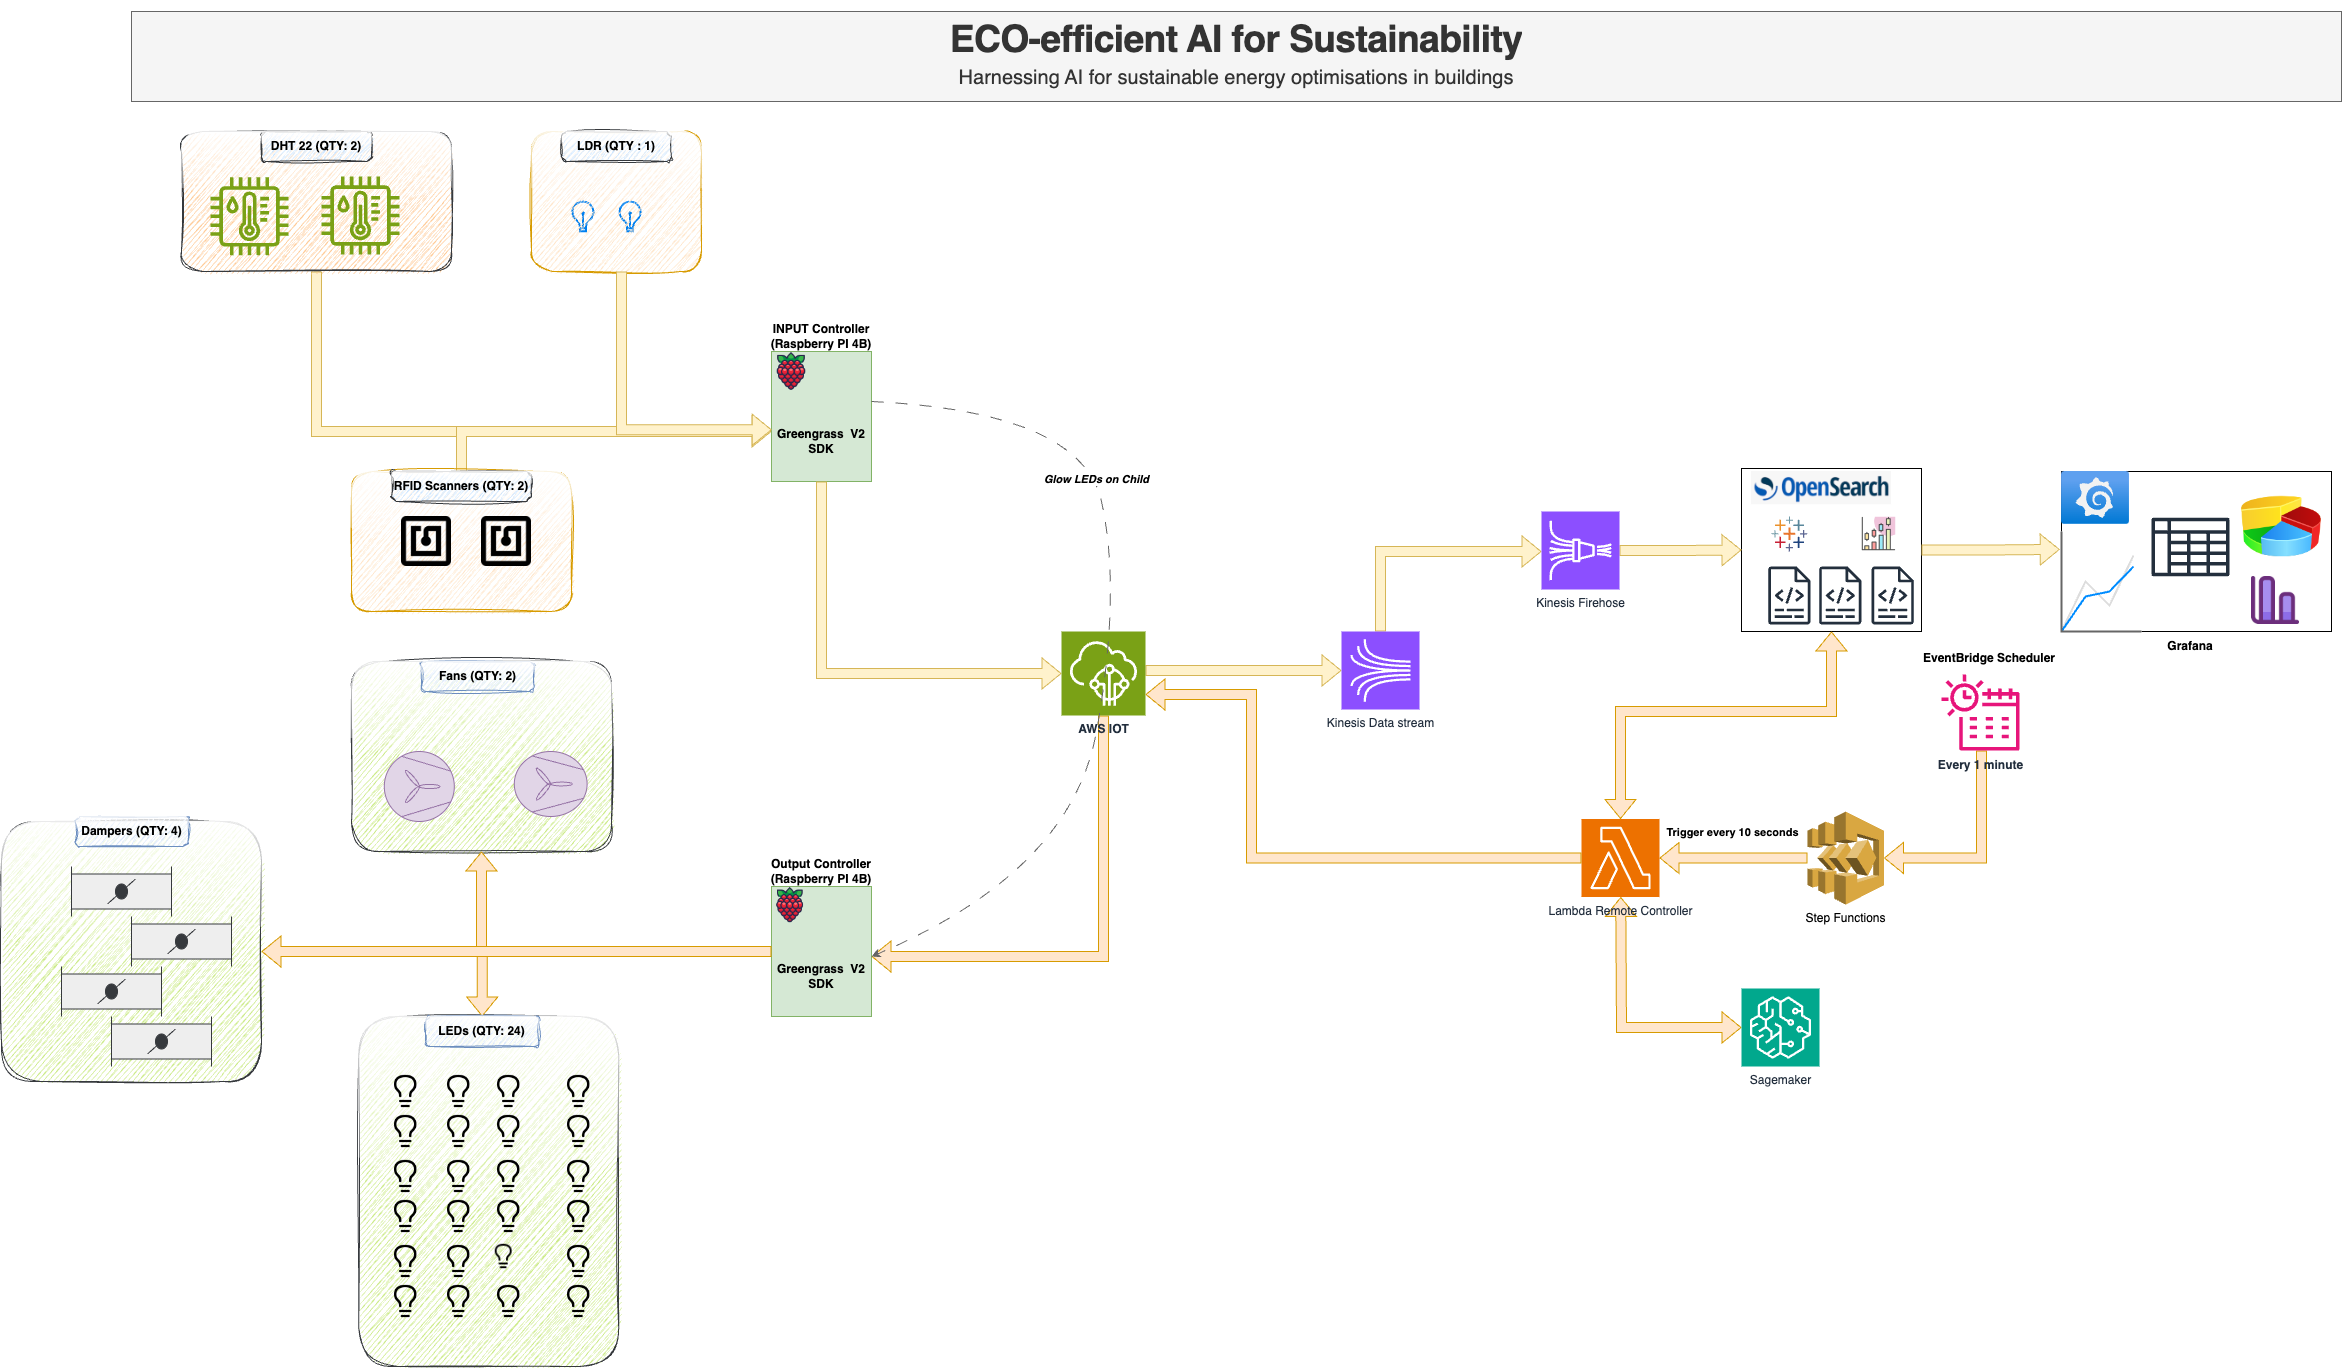 ECO-efficient AI for Sustainability
Harnessing AI for sustainable energy optimisations in buildings
DHT 22 (QTY: 2)
LDR (QTY : 1)
INPUT Controller
(Raspberry PI 4B)
Greengrass V2
SDK
Glow LEDs on Child
RFID Scanners (QTY: 2)
OpenSearch
Kinesis Firehose
Grafana
EventBridge Scheduler
Every 1 minute
Fans (QTY: 2)
AWS IOT
Kinesis Data stream
Dampers (QTY: 4)
Output Controller
(Raspberry PI 4B)
Greengrass V2
SDK
Trigger every 10 seconds
Lambda Remote Controller
Step Functions
LEDs (QTY: 24)
Sagemaker